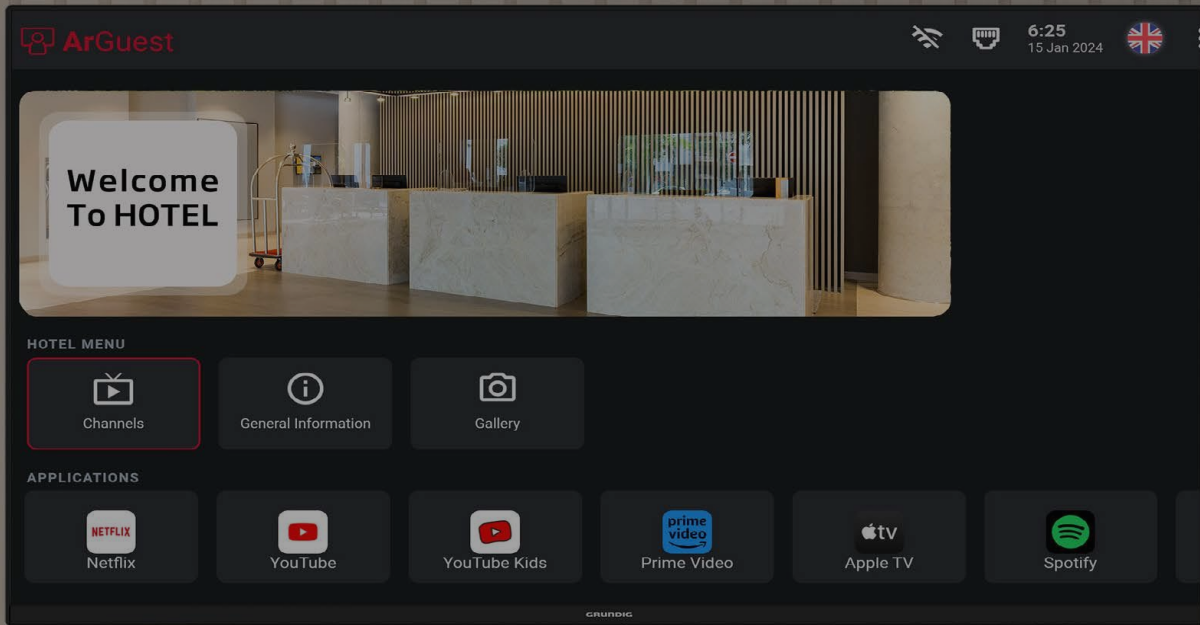 ArGuest
6:25
15 Jan 2024
Welcome
To HOTEL
HOTEL MENU
Channels
General Information
Gallery
APPLICATIONS
NETFLIX
Netflix
YouTube
YouTube Kids
prime
video
Prime Video
tv
Apple TV
Spotify
GRUNDIG